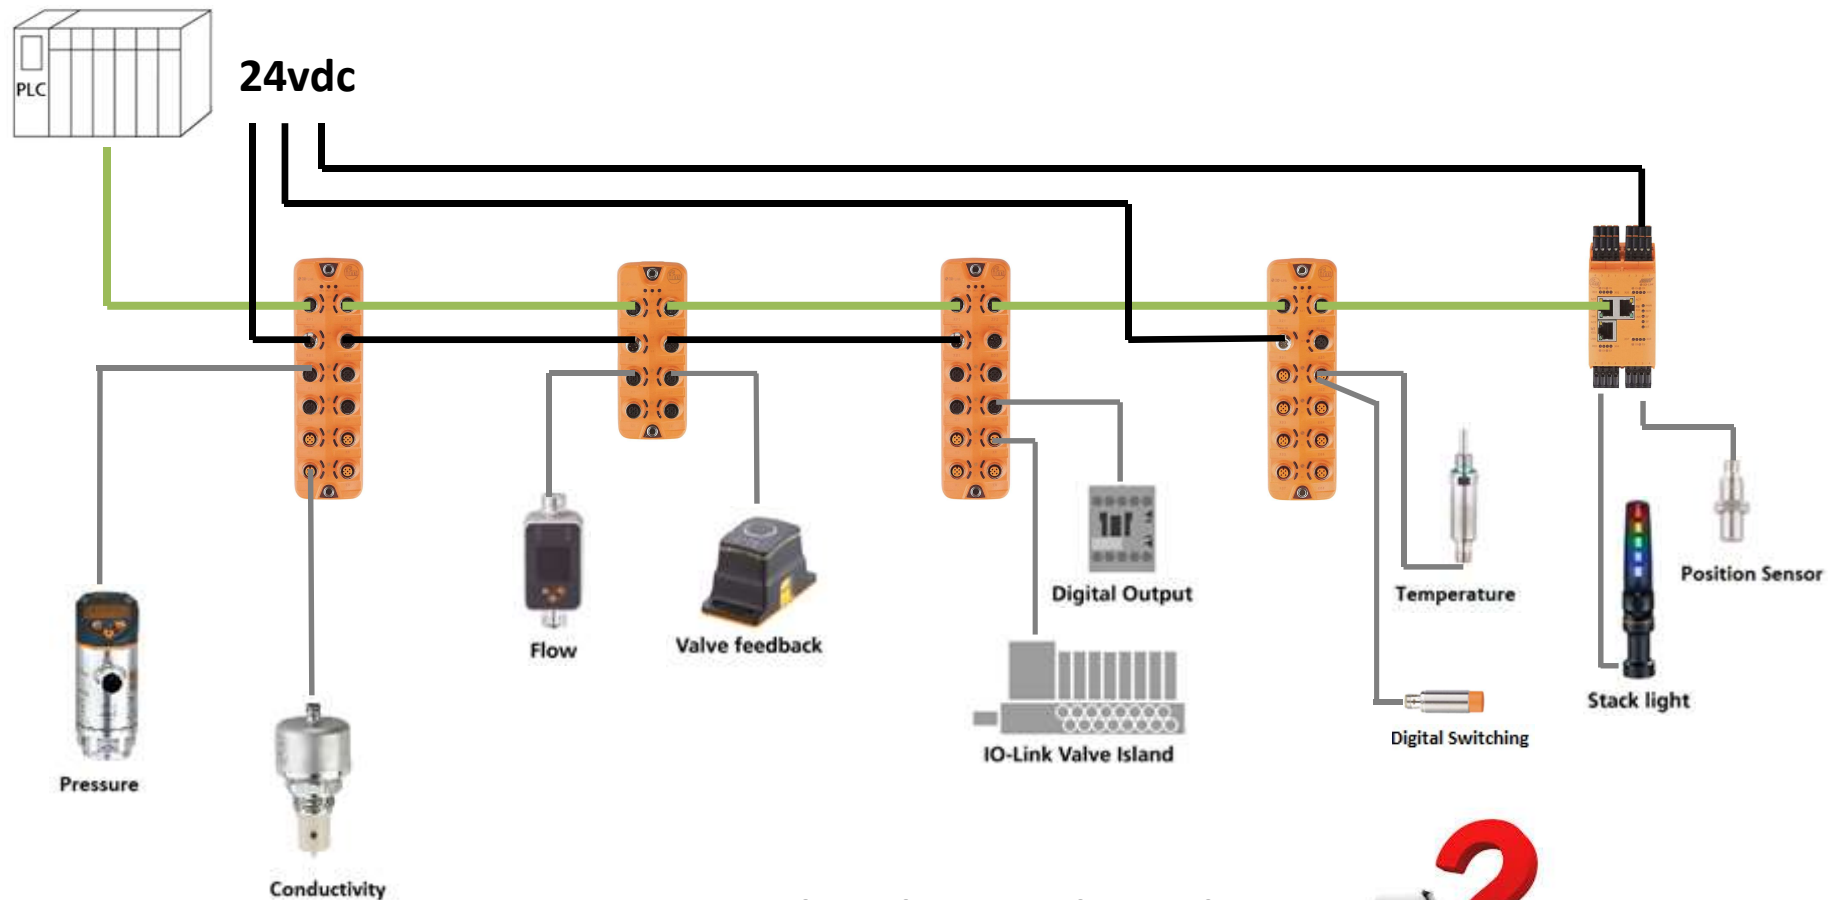 PLC
24vdc
Pressure
Conductivity
Flow
Valve feedback
Digital Output
IO-Link Valve Island
Temperature
Digital Switching
Stack light
Position Sensor